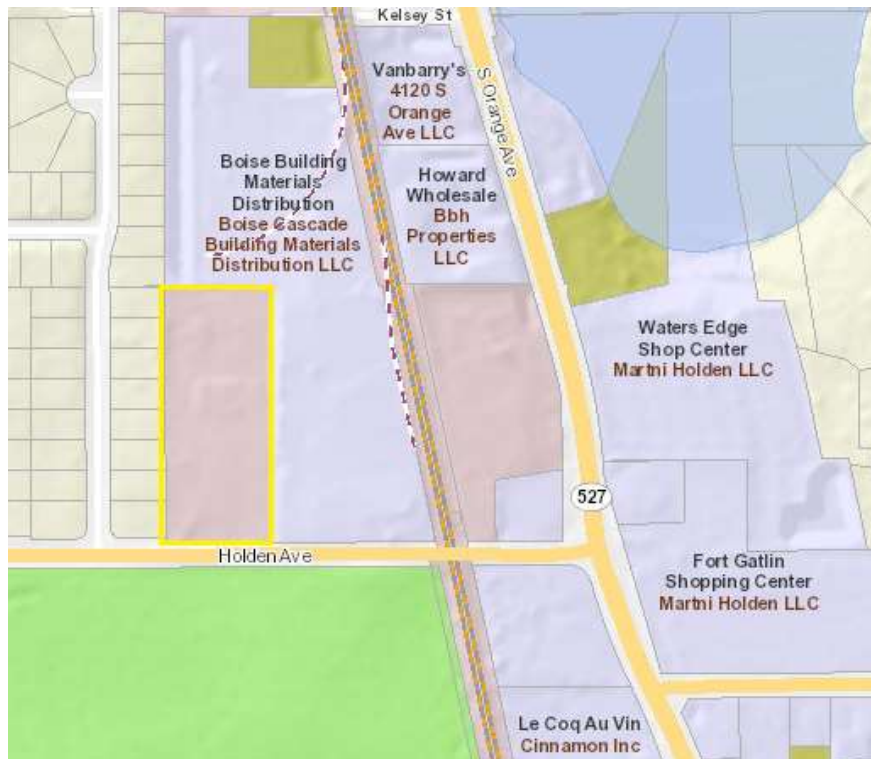 Kelsey St
Vanbarry's
4120 S
Orange
Ave LLC
S Orange Ave
Boise Building
Materials
Distribution
Boise Cascade
Building Materials
Distribution LLC
Howard
Wholesale
Bbh
Properties
LLC
Waters Edge
Shop Center
Martni Holden LLC
527
Holden Ave
Fort Gatlin
Shopping Center
Martni Holden LLC
Le Coq Au Vin
Cinnamon Inc